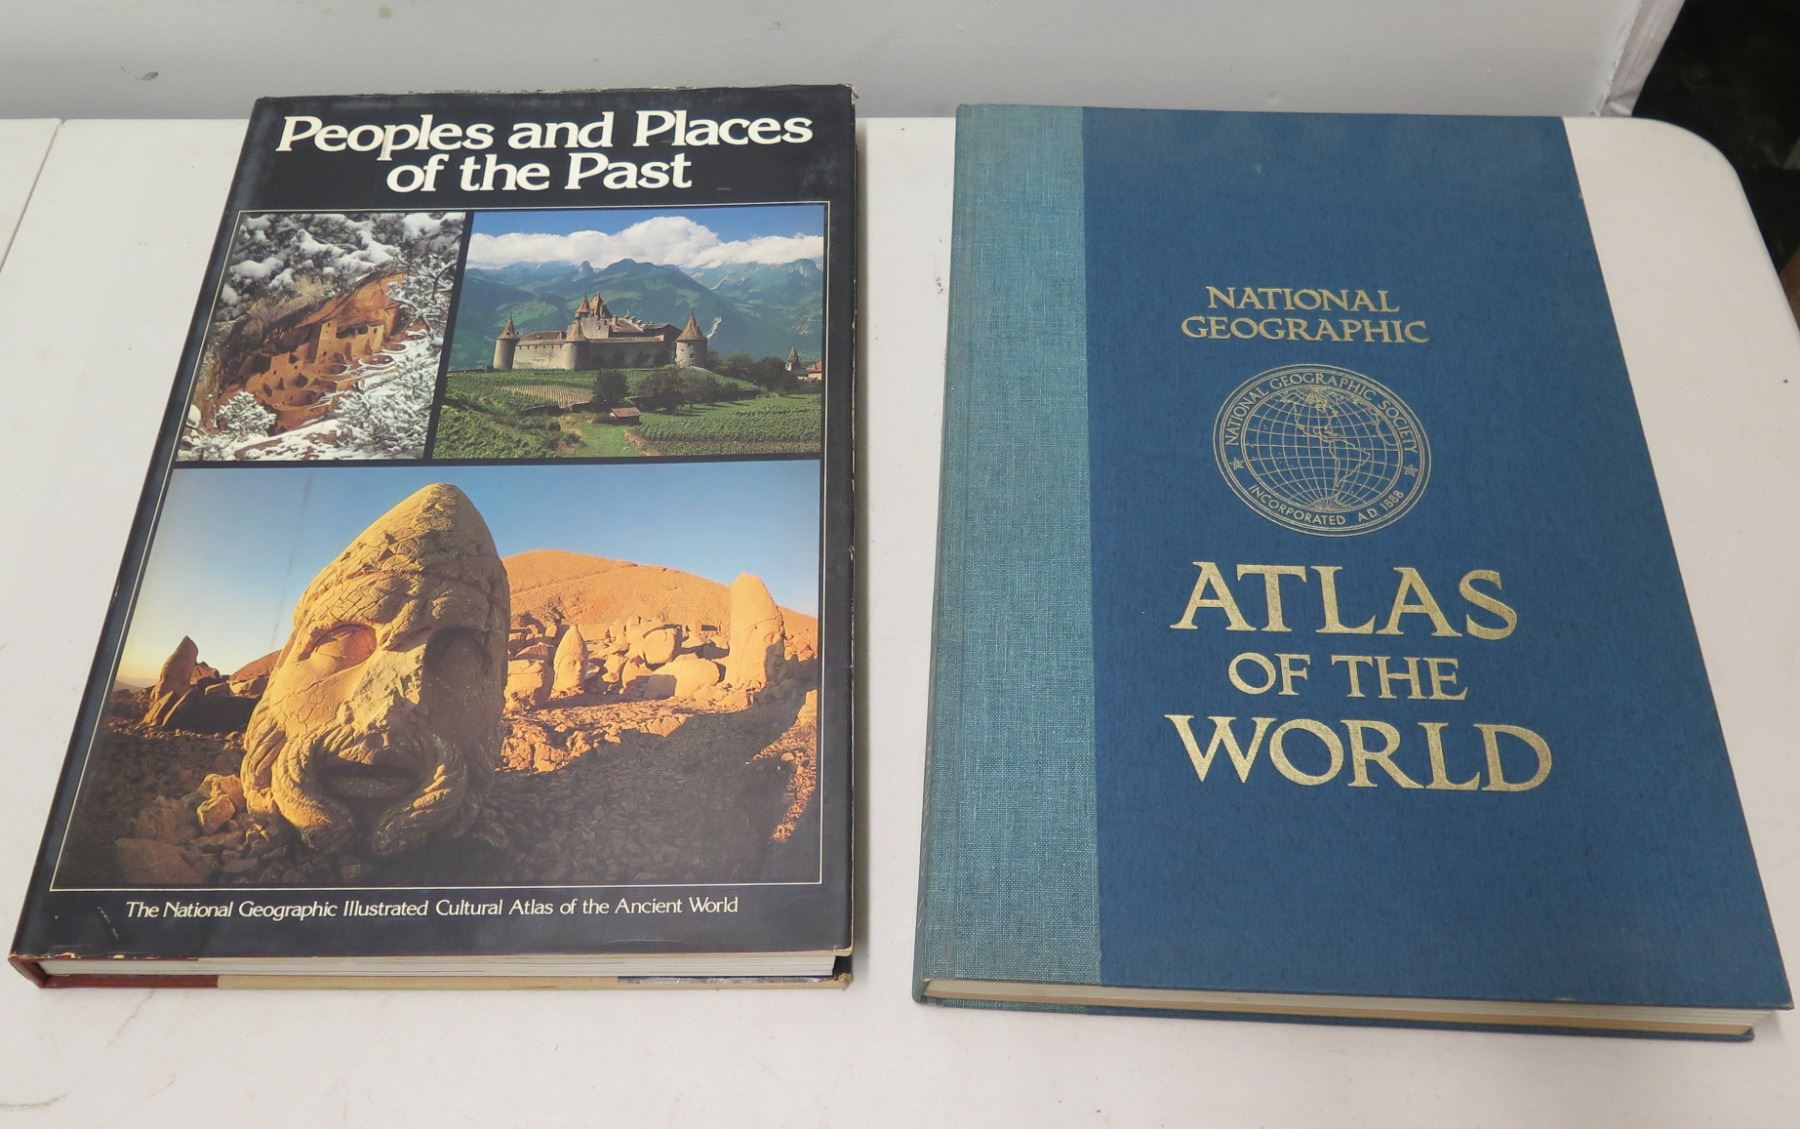 Peoples and Places
of the Past
The National Geographic Illustrated Cultural Atlas of the Ancient World
NATIONAL
GEOGRAPHIC
NATIONAL GEOGRAPHIC SOCIETY
INCORPORATED A.D. 1888
ATLAS
OF THE
WORLD